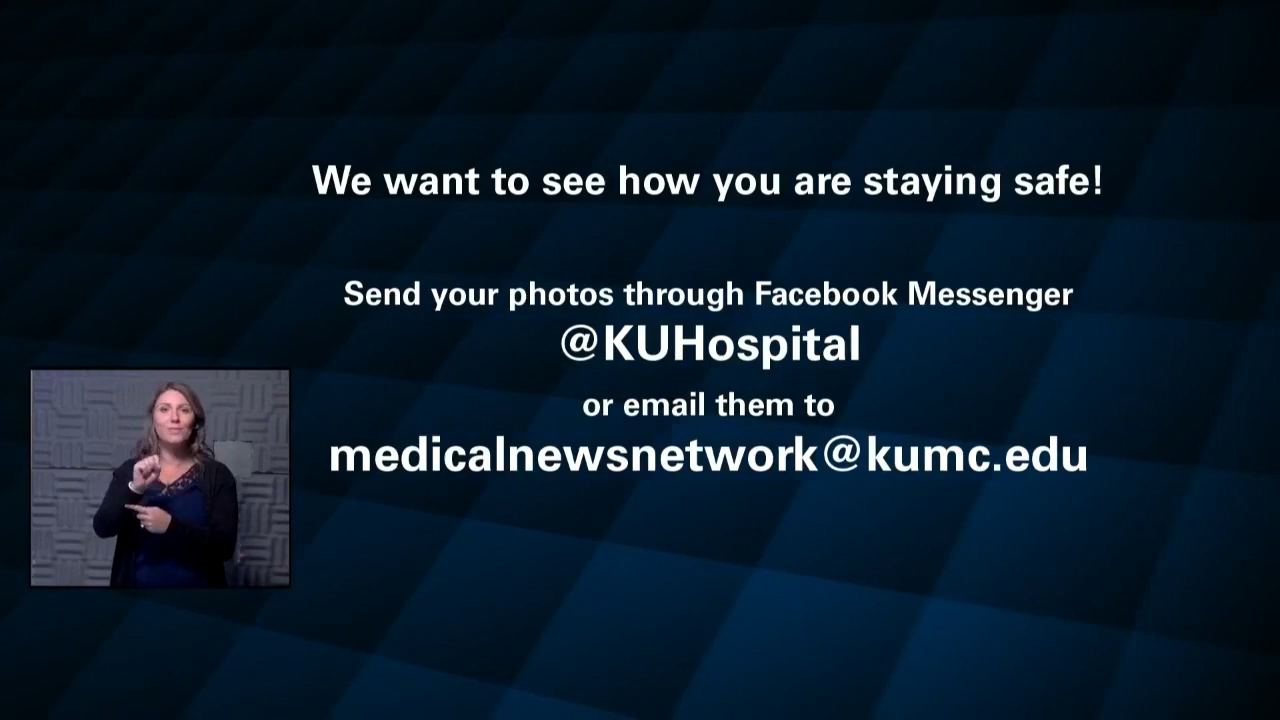 We want to see how you are staying safe!
Send your photos through Facebook Messenger
@KUHospital
or email them to
medicalnewsnetwork@kumc.edu